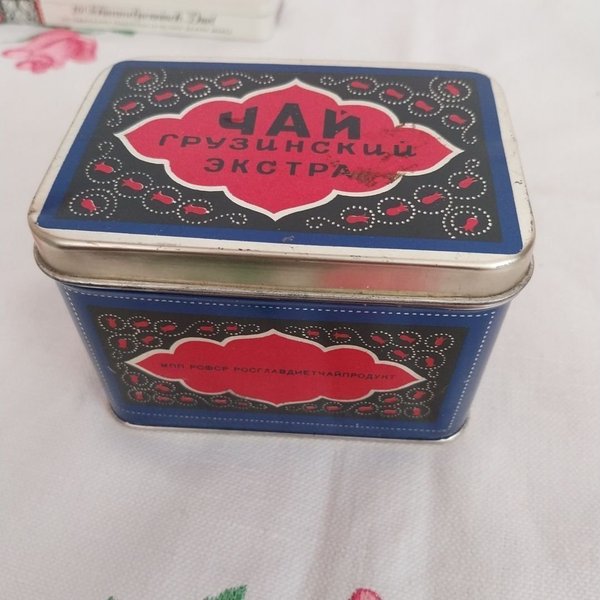 ЧАЙ
ГРУЗИНСКИЙ
ЭКСТРА
МПП РСФСР РОСГЛАВДИЕТЧАЙПРОДУКТ